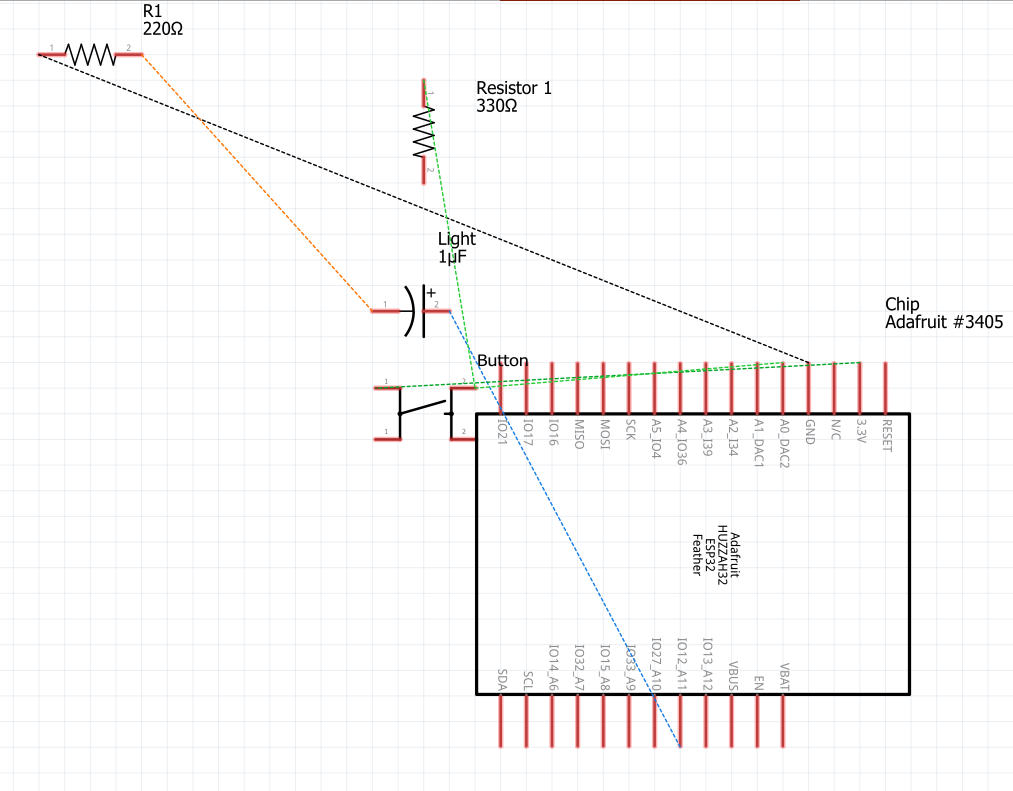 R1
220Ω
1
2
Resistor 1
330Ω
1
2
Light
1µF
+
1
2
Chip
Adafruit #3405
Button
1
2
1
2
IO21
IO17
IO16
MISO
MOSI
SCK
A5_IO4
A4_IO36
A3_I39
A2_I34
A1_DAC1
A0_DAC2
GND
N/C
3.3V
RESET
Adafruit
HUZZAH32
ESP32
Feather
SDA
SCL
IO14_A6
IO32_A7
IO15_A8
IO33_A9
IO27_A10
IO12_A11
IO13_A12
VBUS
EN
VBAT